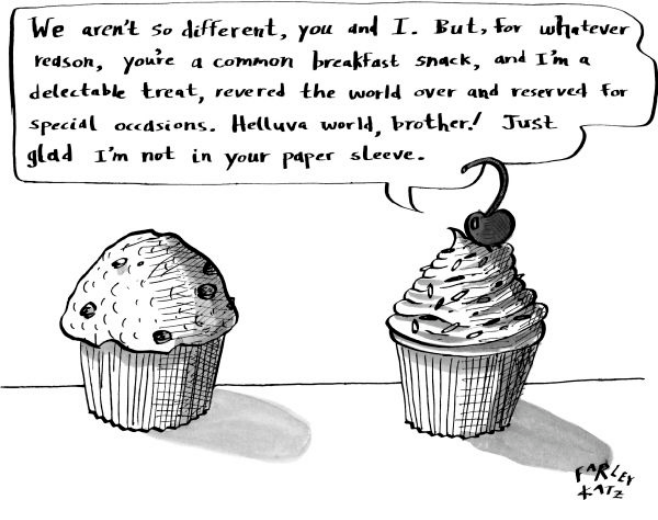 We aren't so different, you and I. But, for whatever
reason, you're a common breakfast snack, and I'm a
delectable treat, revered the world over and reserved for
special occasions. Helluva world, brother! Just
glad I'm not in your paper sleeve.
FARLEY
KATZ